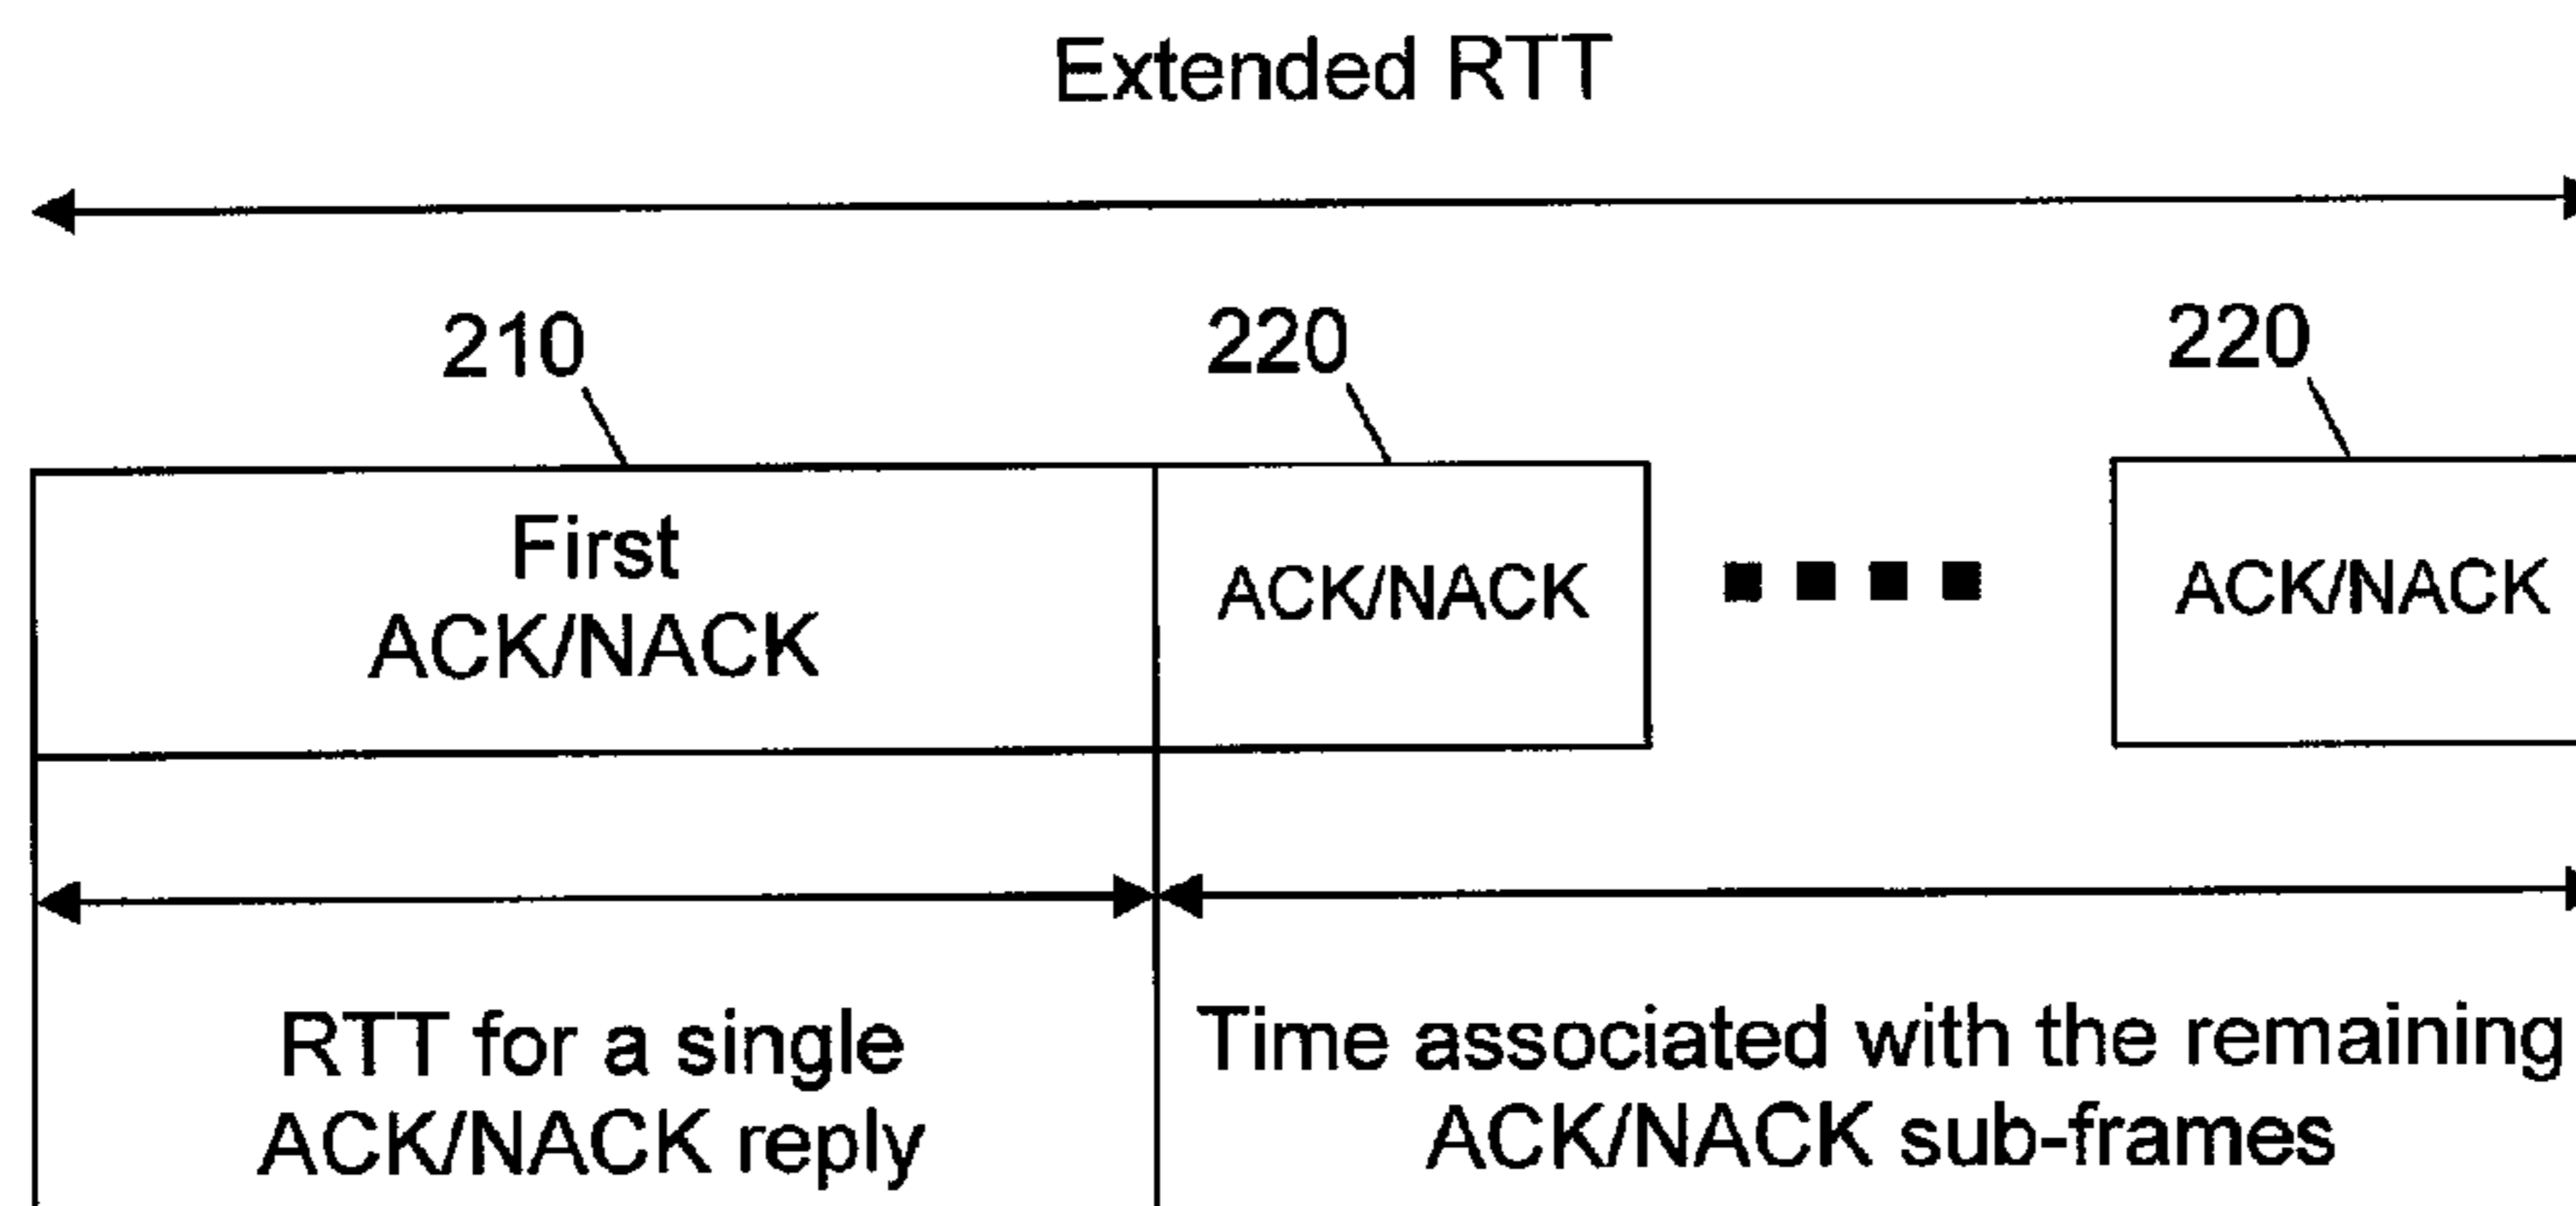 Extended RTT
210
220
220
First
ACK/NACK
ACK/NACK
ACK/NACK
RTT for a single
ACK/NACK reply
Time associated with the remaining
ACK/NACK sub-frames